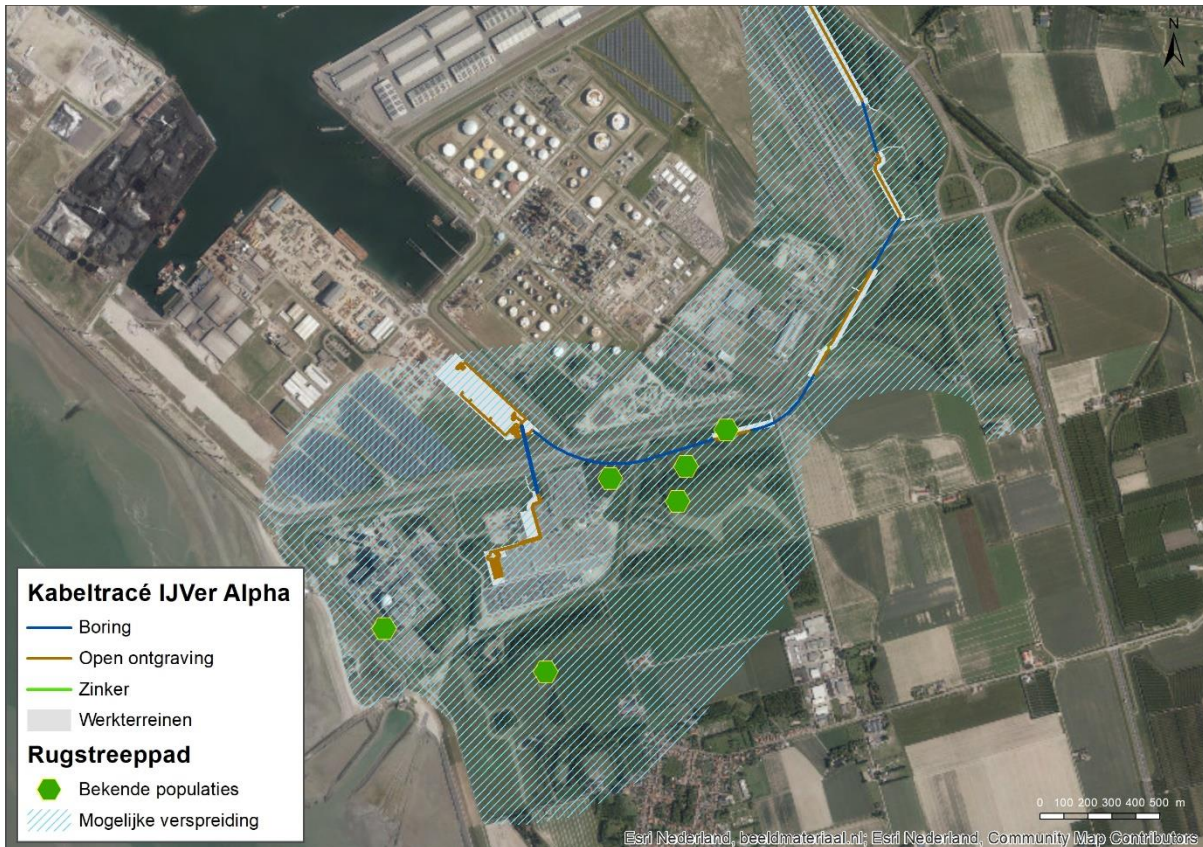 N
Kabeltracé IJVer Alpha
Boring
Open ontgraving
Zinker
Werkterreinen
Rugstreeppad
Bekende populaties
Mogelijke verspreiding
0 100 200 300 400 500 m
Esri Nederland, beeldmateriaal.nl; Esri Nederland, Community Map Contributors